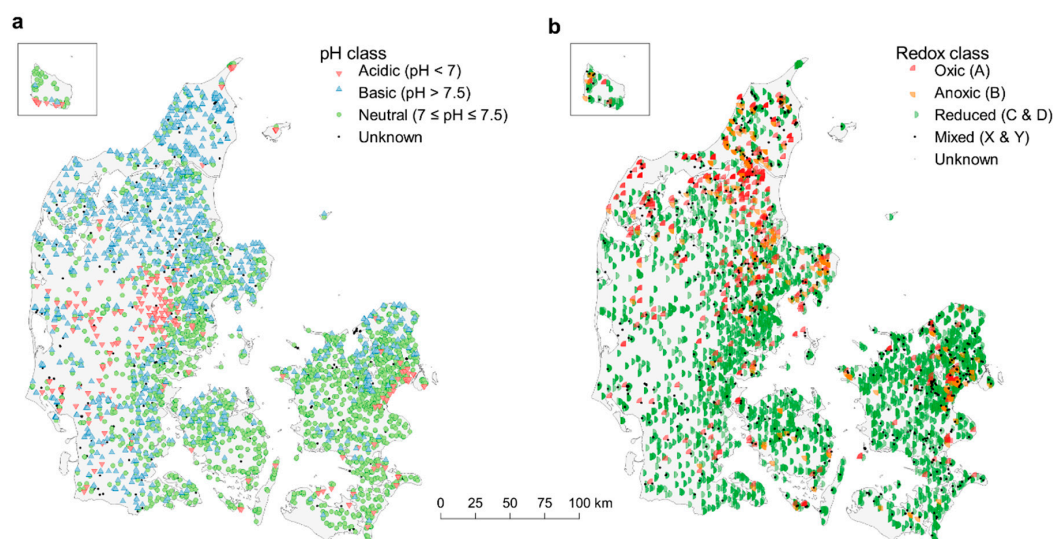 a
pH class
Acidic (pH < 7)
Basic (pH > 7.5)
Neutral (7 ≤ pH ≤ 7.5)
Unknown
b
Redox class
Oxic (A)
Anoxic (B)
Reduced (C & D)
Mixed (X & Y)
Unknown
0 25 50 75 100 km